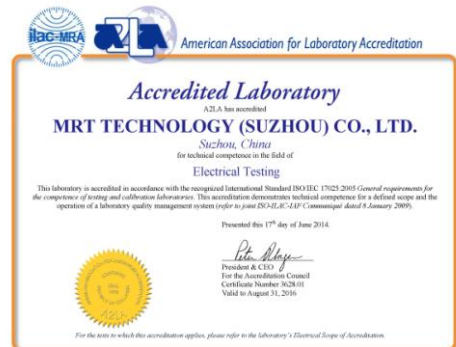 ilac-MRA
A2LA
American Association for Laboratory Accreditation
Accredited Laboratory
A2LA has accredited
MRT TECHNOLOGY (SUZHOU) CO., LTD.
Suzhou, China
for technical competence in the field of
Electrical Testing
This laboratory is accredited in accordance with the recognized International Standard ISO/IEC 17025:2005 General requirements for
the competence of testing and calibration laboratories. This accreditation demonstrates technical competence for a defined scope and the
operation of a laboratory quality management system (refer to joint ISO-ILAC-IAF Communiqué dated 8 January 2009).
Presented this 17th day of June 2014.
President & CEO
For the Accreditation Council
Certificate Number 3628.01
Valid to August 31, 2016
A2LA
For the tests to which this accreditation applies, please refer to the laboratory's Electrical Scope of Accreditation.